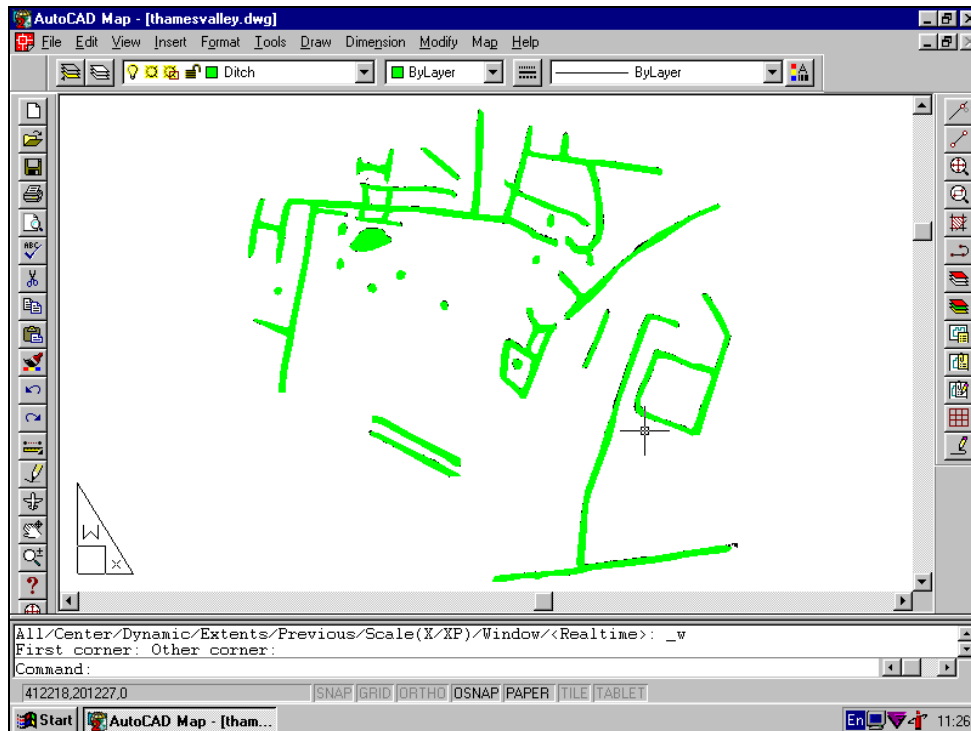 AutoCAD Map - [thamesvalley.dwg]
File Edit View Insert Format Tools Draw Dimension Modify Map Help
Ditch ByLayer ByLayer
ABC
W
X
All/Center/Dynamic/Extents/Previous/Scale(X/XP)/Window/<Realtime>: _w
First corner: Other corner:
Command:
412218,201227,0 SNAP GRID ORTHO OSNAP PAPER TILE TABLET
Start AutoCAD Map - [tham... En 11:26